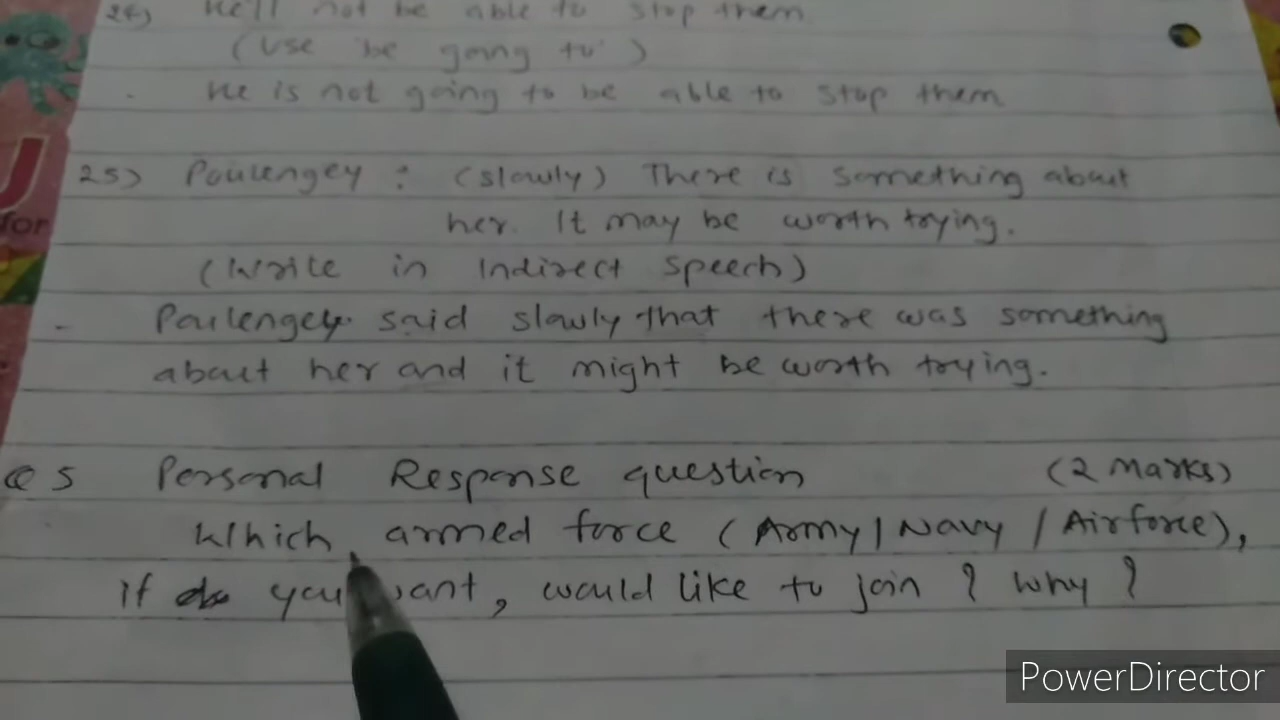 26) He'll not be able to stop them.
(Use 'be going to')
He is not going to be able to stop them
25) Poulengey : (slowly) There is something about
her. It may be worth trying.
(Write in Indirect speech)
- Poulengey said slowly that there was something
about her and it might be worth trying.
Q5 Personal Response question (2 Marks)
Which armed force (Army/Navy/Airforce),
if you want, would like to join? Why?
U
for
PowerDirector